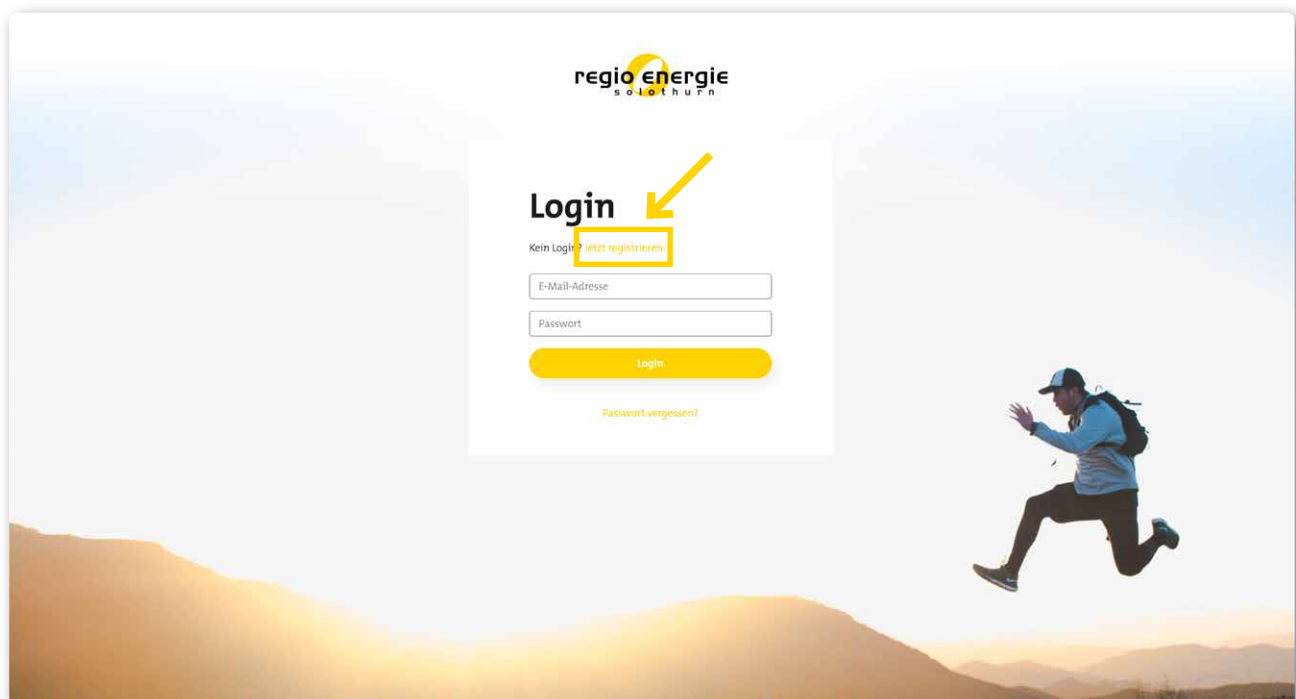 regio energie
solothurn
Login
Kein Login? Jetzt registrieren
E-Mail-Adresse
Passwort
Login
Passwort vergessen?